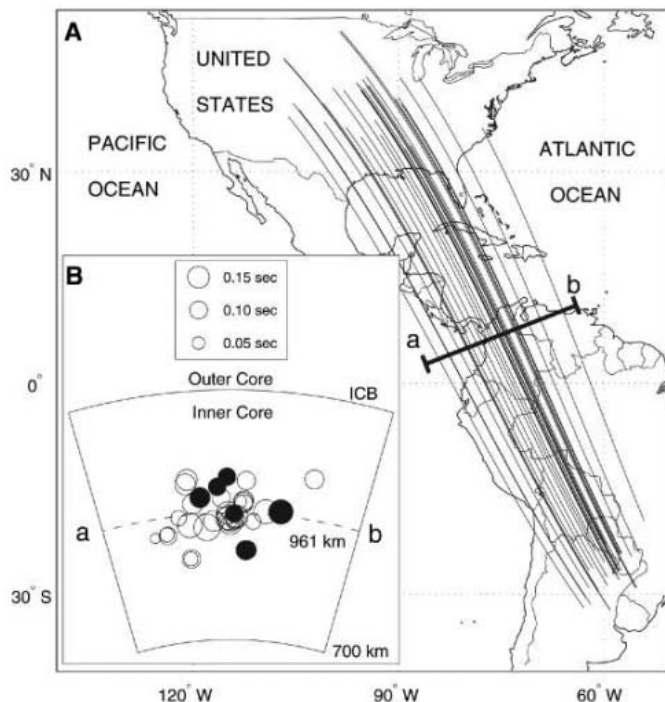 A
UNITED
STATES
PACIFIC
OCEAN
ATLANTIC
OCEAN
30° N
0°
30° S
120° W
90° W
60° W
a
b
B
0.15 sec
0.10 sec
0.05 sec
Outer Core
ICB
Inner Core
a
b
961 km
700 km